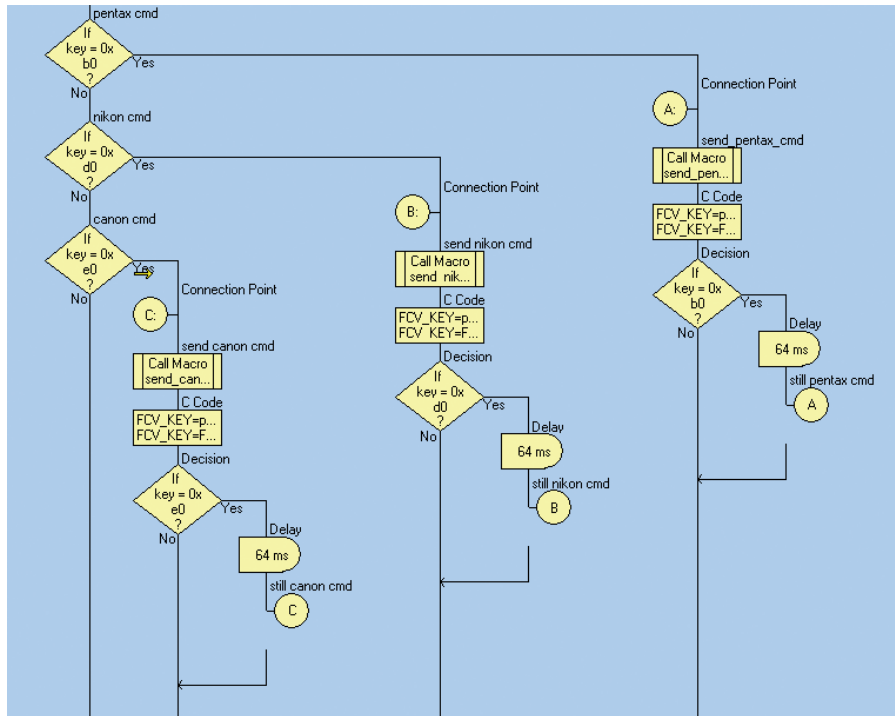 pentax cmd
If
key = 0x
b0
?
Yes
No
nikon cmd
If
key = 0x
d0
?
Yes
No
canon cmd
If
key = 0x
e0
?
Yes
No
Connection Point
C:
send canon cmd
Call Macro
send_can...
C Code
FCV_KEY=p...
FCV_KEY=F...
Decision
If
key = 0x
e0
?
Yes
No
Delay
64 ms
still canon cmd
C
Connection Point
B:
send nikon cmd
Call Macro
send_nik...
C Code
FCV_KEY=p...
FCV_KEY=F...
Decision
If
key = 0x
d0
?
Yes
No
Delay
64 ms
still nikon cmd
B
Connection Point
A:
send_pentax_cmd
Call Macro
send_pen...
C Code
FCV_KEY=p...
FCV_KEY=F...
Decision
If
key = 0x
b0
?
Yes
No
Delay
64 ms
still pentax cmd
A